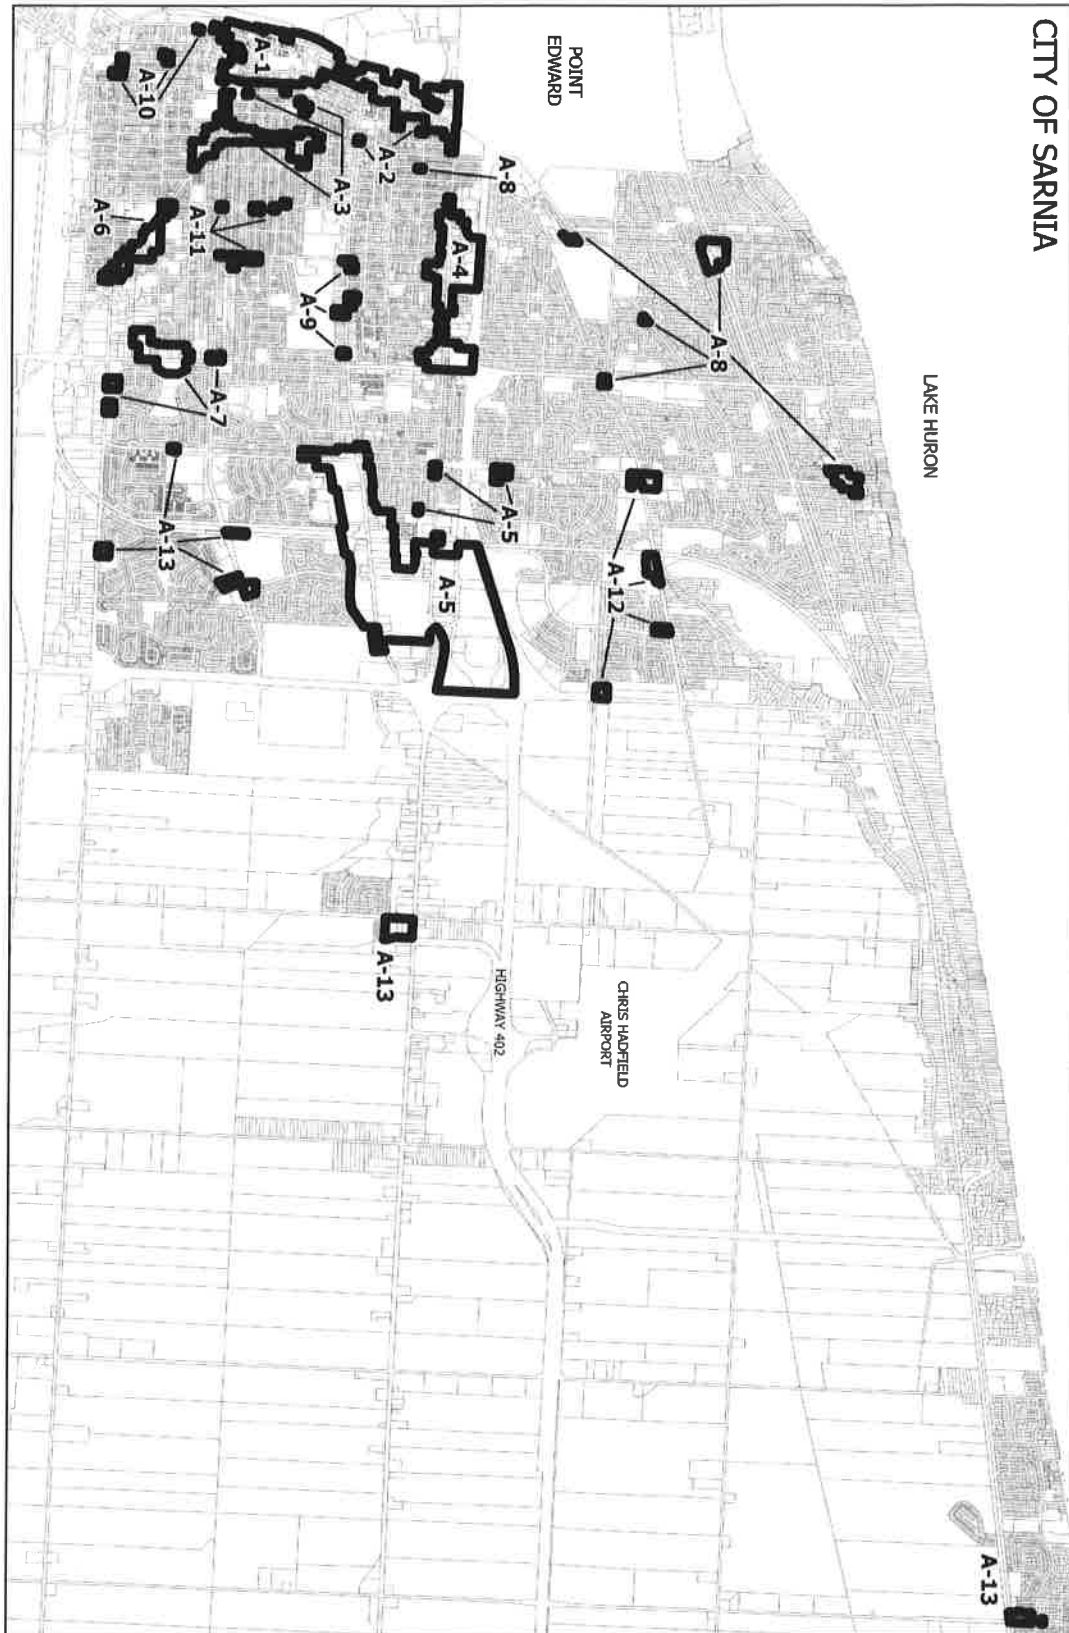 CITY OF SARNIA
LAKE HURON
POINT
EDWARD
A-8
A-8
A-12
A-5
A-5
A-4
A-2
A-3
A-1
A-10
A-11
A-6
A-9
A-7
A-13
A-13
HIGHWAY 402
CHRIS HADFIELD
AIRPORT
A-13